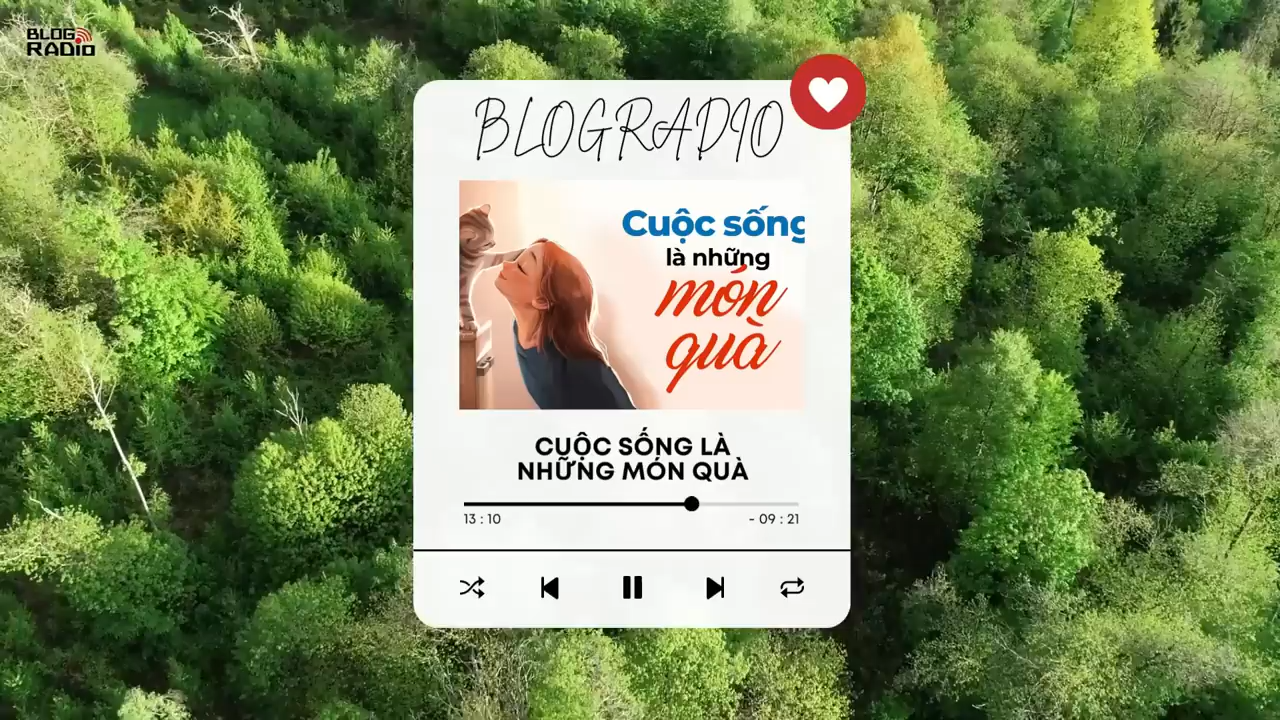 BLOG
RADIO
BLOGRADIO
Cuộc sống
là những
món
quà
CUỘC SỐNG LÀ
NHỮNG MÓN QUÀ
13 : 10
- 09 : 21